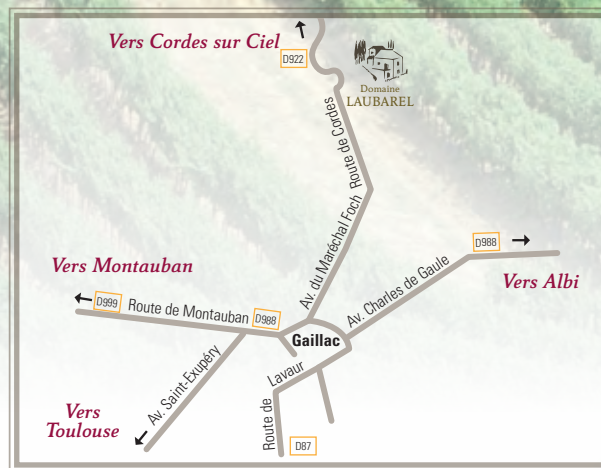 Vers Cordes sur Ciel
D922
Domaine
LAUBAREL
Route de Cordes
Av. du Maréchal Foch
D988
Vers Albi
Av. Charles de Gaule
Vers Montauban
D999
Route de Montauban
D988
Gaillac
Av. Saint-Exupéry
Lavaur
Route de
Vers
Toulouse
D87